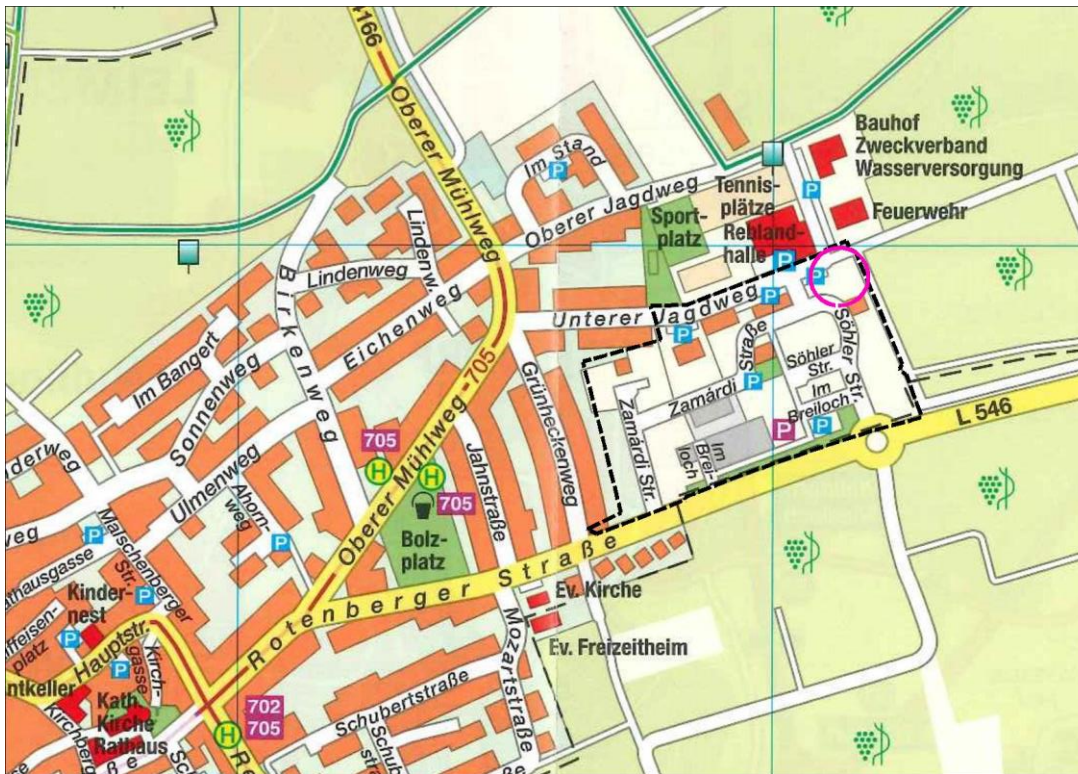 4166
Oberer Mühlweg
Im Stand
P
Oberer Jagdweg
Sport-
platz
Tennis-
plätze
Rebland-
halle
P
P
Bauhof
Zweckverband
Wasserversorgung
Feuerwehr
Lindenw.
Lindenweg
Birkenweg
Eichenweg
Im Bangert
Sonnenweg
Ulmenweg
Unterer Jagdweg
P
P
P
Söhler Str.
Söhler
Str.
Im
Breiloch
P
Zamárdi Straße
P
Zamárdi Str.
Im
Brei-
loch
P
L 546
Oberer Mühlweg - 705
705
H
H
705
Bolz-
platz
Jahnstraße
Grünheckenweg
Ahorn-
weg
P
Rotenberger Straße
Ev. Kirche
Ev. Freizeitheim
Mozartstraße
Schubertstraße
Malschenberger
Str.
P
P
Kinder-
nest
P
Hauptstr.
Kirch-
gasse
P
Kath.
Kirche
Rathaus
702
705
H